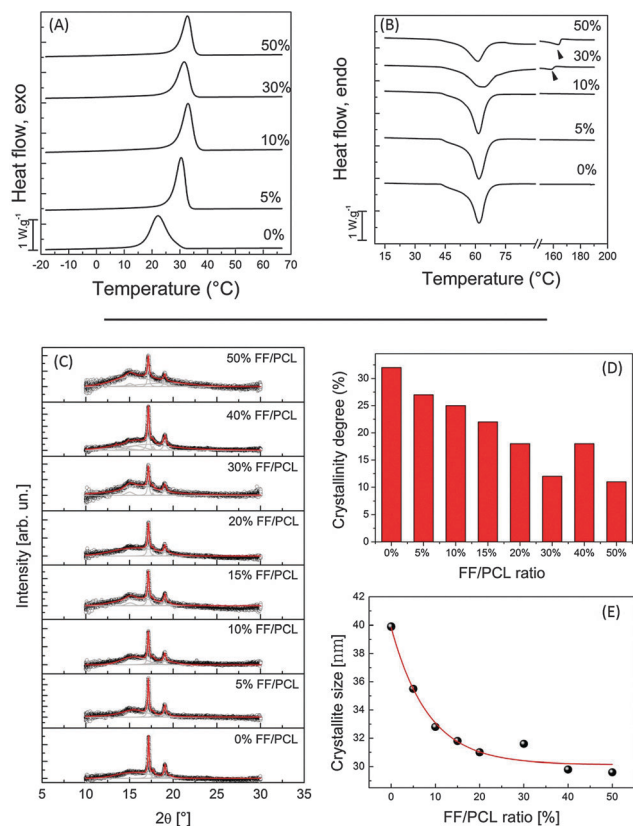 (A)
50%
30%
10%
5%
0%
Heat flow, exo
1 W.g⁻¹
-20 -10 0 10 20 30 40 50 60 70
Temperature (°C)
(B)
50%
30%
10%
5%
0%
Heat flow, endo
1 W.g⁻¹
15 30 45 60 75 160 170 180 190 200
Temperature (°C)
(C)
50% FF/PCL
40% FF/PCL
30% FF/PCL
20% FF/PCL
15% FF/PCL
10% FF/PCL
5% FF/PCL
0% FF/PCL
Intensity [arb. un.]
5 10 15 20 25 30 35
2θ [°]
(D)
Crystallinity degree (%)
30
25
20
15
10
5
0
0% 5% 10% 15% 20% 30% 40% 50%
FF/PCL ratio
(E)
Crystallite size [nm]
42
40
38
36
34
32
30
28
0 10 20 30 40 50
FF/PCL ratio [%]